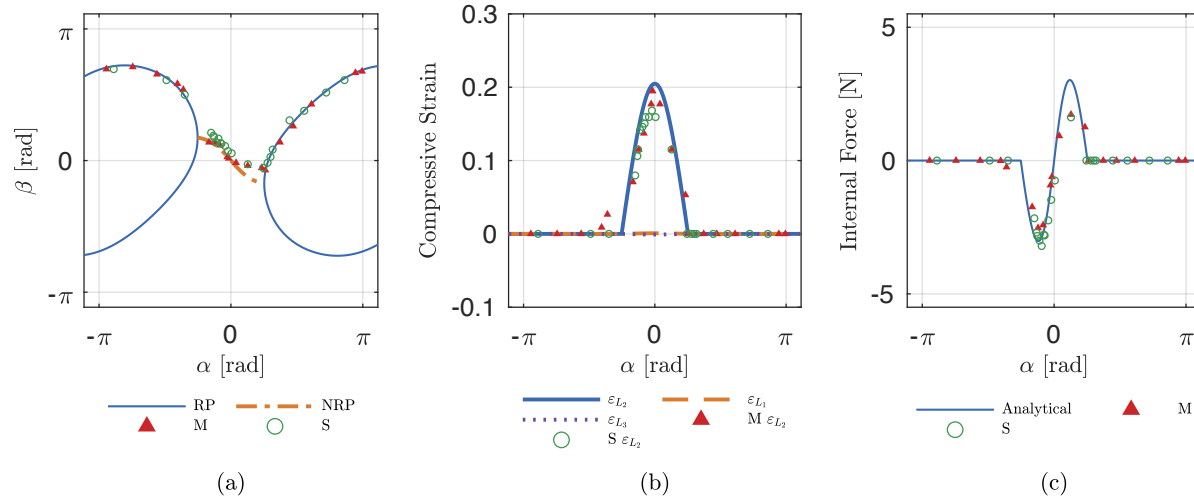 π
0
-π
β [rad]
-π
0
π
α [rad]
RP
NRP
M
S
(a)
0.3
0.2
0.1
0
-0.1
Compressive Strain
-π
0
π
α [rad]
ε_{L_2}
ε_{L_1}
ε_{L_3}
M ε_{L_2}
S ε_{L_2}
(b)
5
0
-5
Internal Force [N]
-π
0
π
α [rad]
Analytical
M
S
(c)